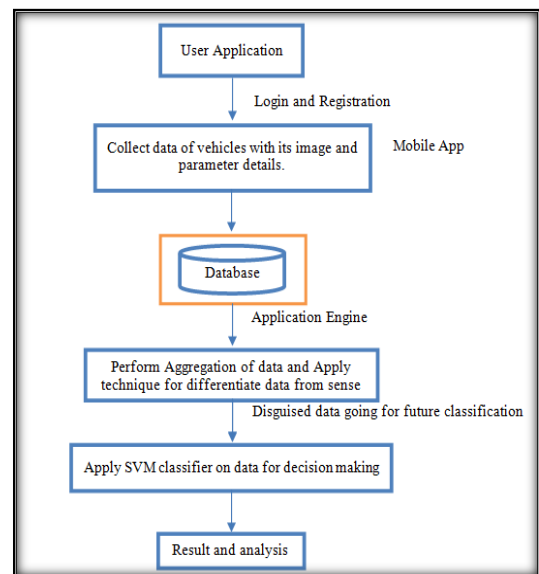 User Application
Login and Registration
Collect data of vehicles with its image and
parameter details.
Mobile App
Database
Application Engine
Perform Aggregation of data and Apply
technique for differentiate data from sense
Disguised data going for future classification
Apply SVM classifier on data for decision making
Result and analysis